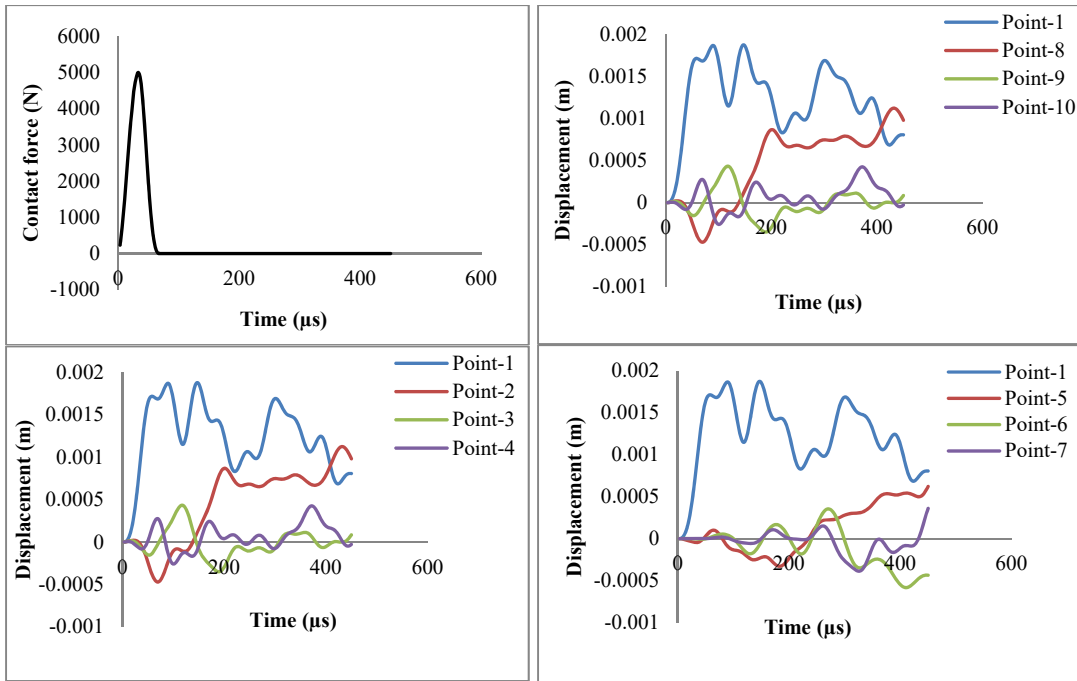 6000
5000
4000
3000
2000
1000
0
-1000
0 200 400 600
Contact force (N)
Time (µs)
0.002
0.0015
0.001
0.0005
0
-0.0005
-0.001
0 200 400 600
Displacement (m)
Time (µs)
Point-1
Point-8
Point-9
Point-10
0.002
0.0015
0.001
0.0005
0
-0.0005
-0.001
0 200 400 600
Displacement (m)
Time (µs)
Point-1
Point-2
Point-3
Point-4
0.002
0.0015
0.001
0.0005
0
-0.0005
-0.001
0 200 400 600
Displacement (m)
Time (µs)
Point-1
Point-5
Point-6
Point-7